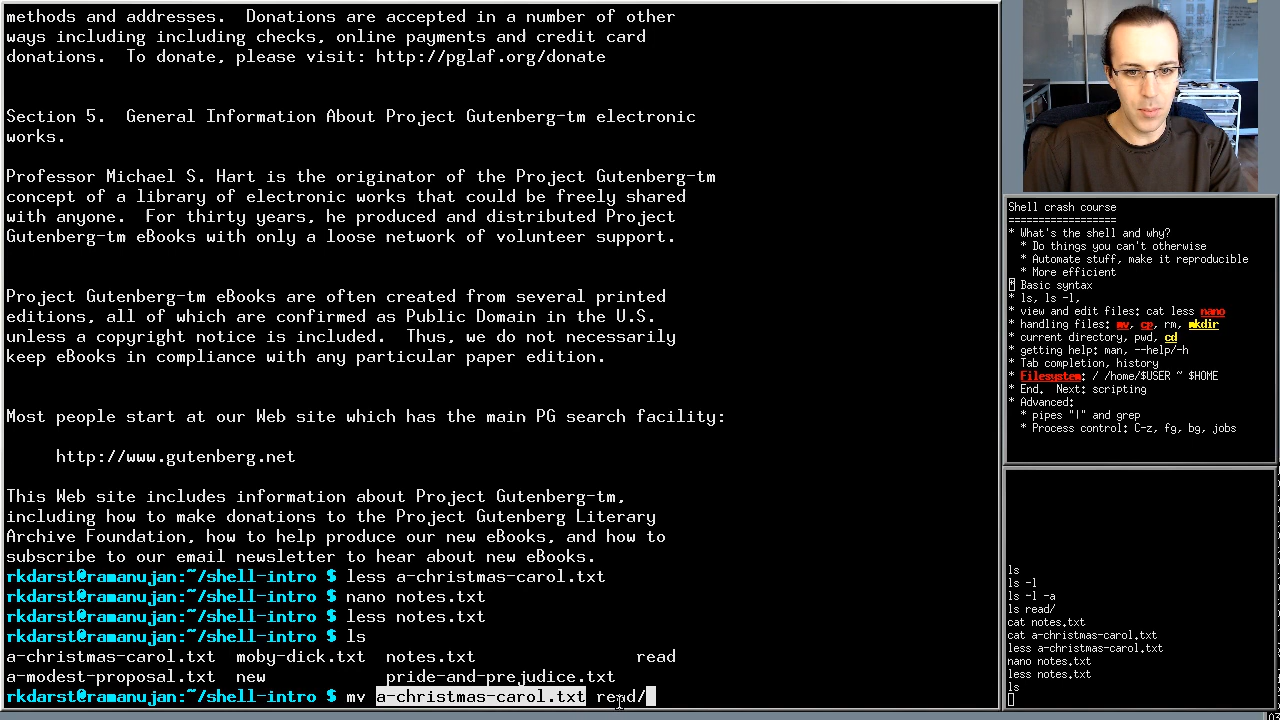 methods and addresses.  Donations are accepted in a number of other
ways including including checks, online payments and credit card
donations.  To donate, please visit: http://pglaf.org/donate
Section 5.  General Information About Project Gutenberg-tm electronic
works.
Professor Michael S. Hart is the originator of the Project Gutenberg-tm
concept of a library of electronic works that could be freely shared
with anyone.  For thirty years, he produced and distributed Project
Gutenberg-tm eBooks with only a loose network of volunteer support.
Project Gutenberg-tm eBooks are often created from several printed
editions, all of which are confirmed as Public Domain in the U.S.
unless a copyright notice is included.  Thus, we do not necessarily
keep eBooks in compliance with any particular paper edition.
Most people start at our Web site which has the main PG search facility:
http://www.gutenberg.net
This Web site includes information about Project Gutenberg-tm,
including how to make donations to the Project Gutenberg Literary
Archive Foundation, how to help produce our new eBooks, and how to
subscribe to our email newsletter to hear about new eBooks.
rkdarst@ramanujan:~/shell-intro $ less a-christmas-carol.txt
rkdarst@ramanujan:~/shell-intro $ nano notes.txt
rkdarst@ramanujan:~/shell-intro $ less notes.txt
rkdarst@ramanujan:~/shell-intro $ ls
a-christmas-carol.txt  moby-dick.txt  notes.txt  read
a-modest-proposal.txt  new  pride-and-prejudice.txt
rkdarst@ramanujan:~/shell-intro $ mv a-christmas-carol.txt read/
Shell crash course
==================
* What's the shell and why?
* Do things you can't otherwise
* Automate stuff, make it reproducible
* More efficient
* Basic syntax
* ls, ls -l,
* view and edit files: cat less nano
* handling files: mv, cp, rm, mkdir
* current directory, pwd, cd
* getting help: man, --help/-h
* Tab completion, history
* Filesystem: / /home/$USER ~ $HOME
* End.  Next: scripting
* Advanced:
* pipes "|" and grep
* Process control: C-z, fg, bg, jobs
ls
ls -l
ls -l -a
ls read/
cat notes.txt
cat a-christmas-carol.txt
less a-christmas-carol.txt
nano notes.txt
less notes.txt
ls